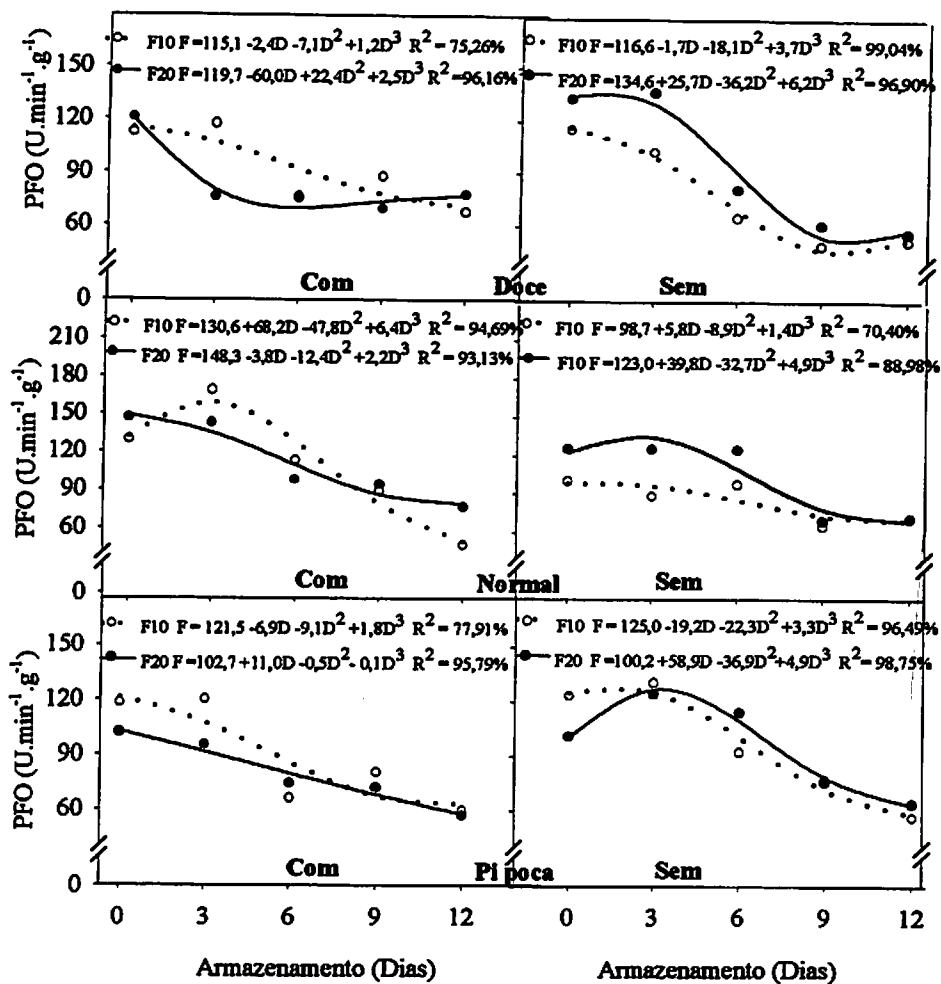 F10 F=115,1 -2,4D -7,1D² +1,2D³ R²=75,26%
F20 F=119,7 -60,0D +22,4D² +2,5D³ R²=96,16%
F10 F=116,6 -1,7D -18,1D² +3,7D³ R²=99,04%
F20 F=134,6 +25,7D -36,2D² +6,2D³ R²=96,90%
PFO (U.min⁻¹.g⁻¹)
150
120
90
60
0
Com
Doce
Sem
F10 F=130,6 +68,2D -47,8D² +6,4D³ R²=94,69%
F20 F=148,3 -3,8D -12,4D² +2,2D³ R²=93,13%
F10 F=98,7 +5,8D -8,9D² +1,4D³ R²=70,40%
F10 F=123,0 +39,8D -32,7D² +4,9D³ R²=88,98%
PFO (U.min⁻¹.g⁻¹)
210
180
150
120
90
60
0
Com
Normal
Sem
F10 F=121,5 -6,9D -9,1D² +1,8D³ R²=77,91%
F20 F=102,7 +11,0D -0,5D² - 0,1D³ R²=95,79%
F10 F=125,0 -19,2D -22,3D² +3,3D³ R²=96,49%
F20 F=100,2 +58,9D -36,9D² +4,9D³ R²=98,75%
PFO (U.min⁻¹.g⁻¹)
150
120
90
60
0
Com
Pipoca
Sem
0 3 6 9 12
0 3 6 9 12
Armazenamento (Dias)
Armazenamento (Dias)